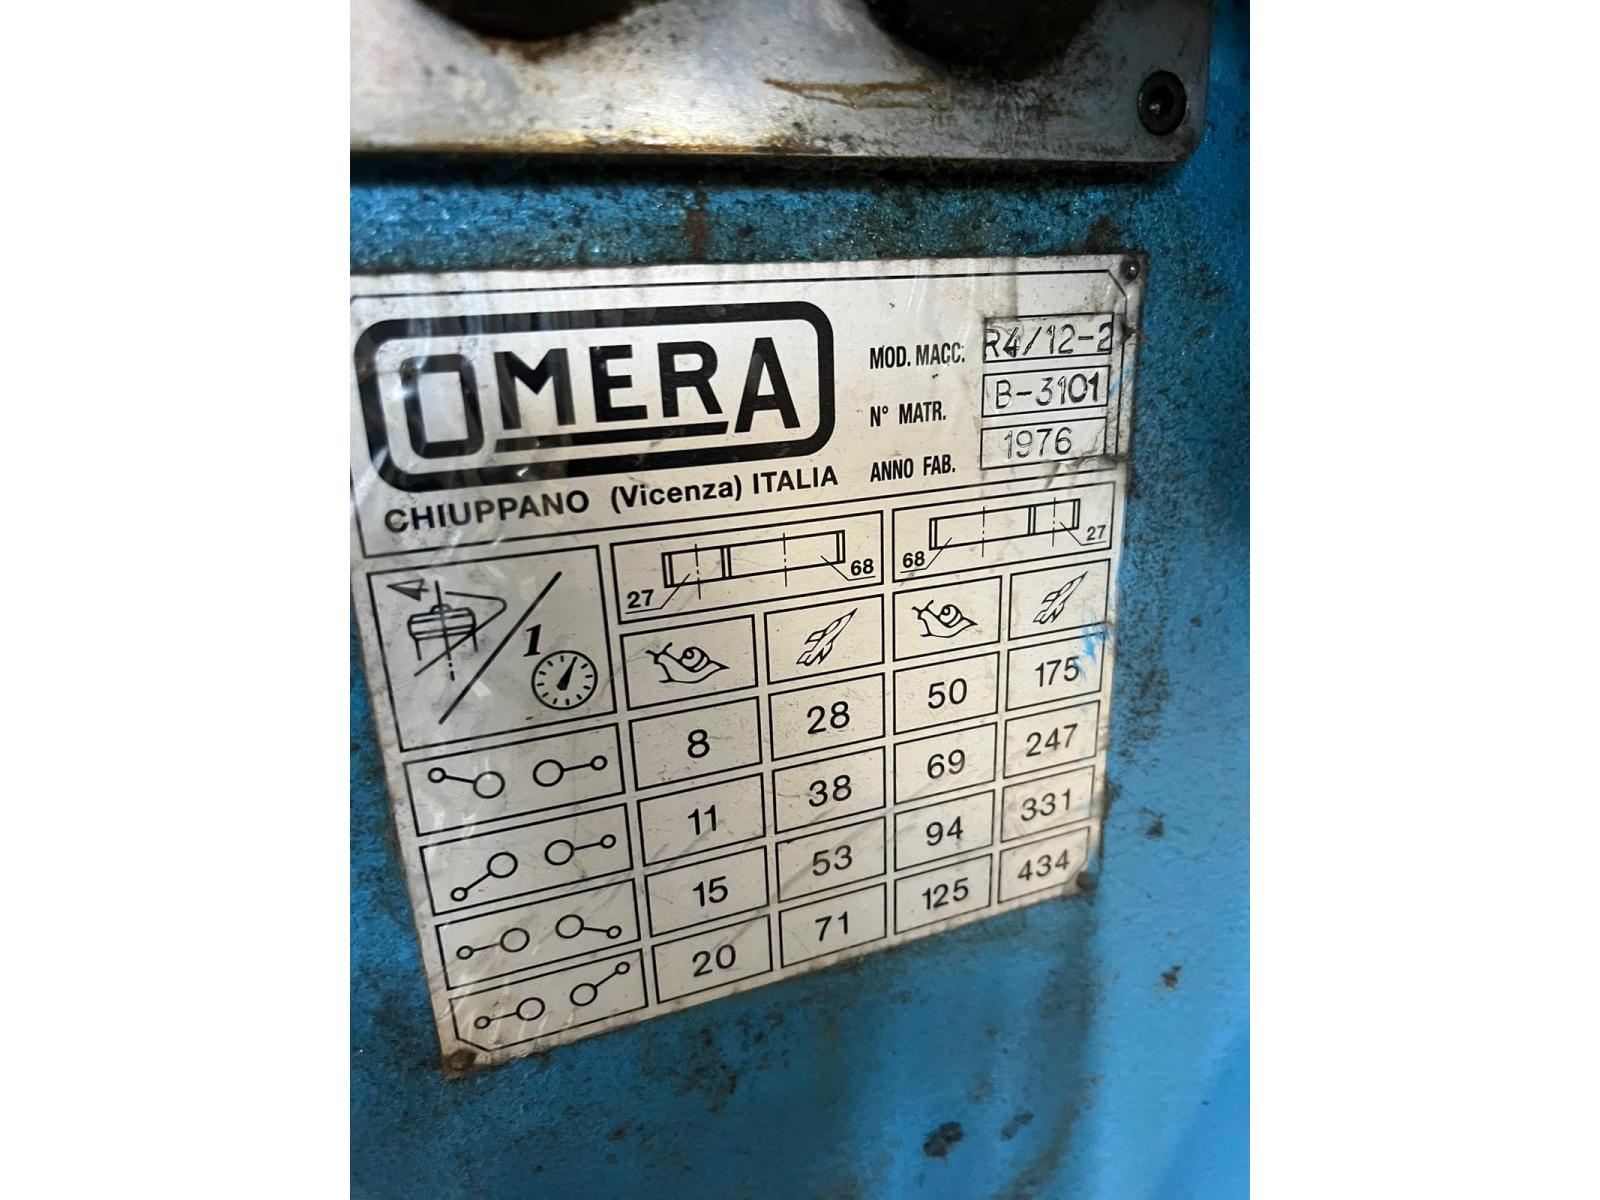 OMERA
CHIUPPANO (Vicenza) ITALIA
MOD. MACC. R4/12-2
N° MATR. B-3101
ANNO FAB. 1976
27 68 68 27
1
8 28 50 175
11 38 69 247
15 53 94 331
20 71 125 434